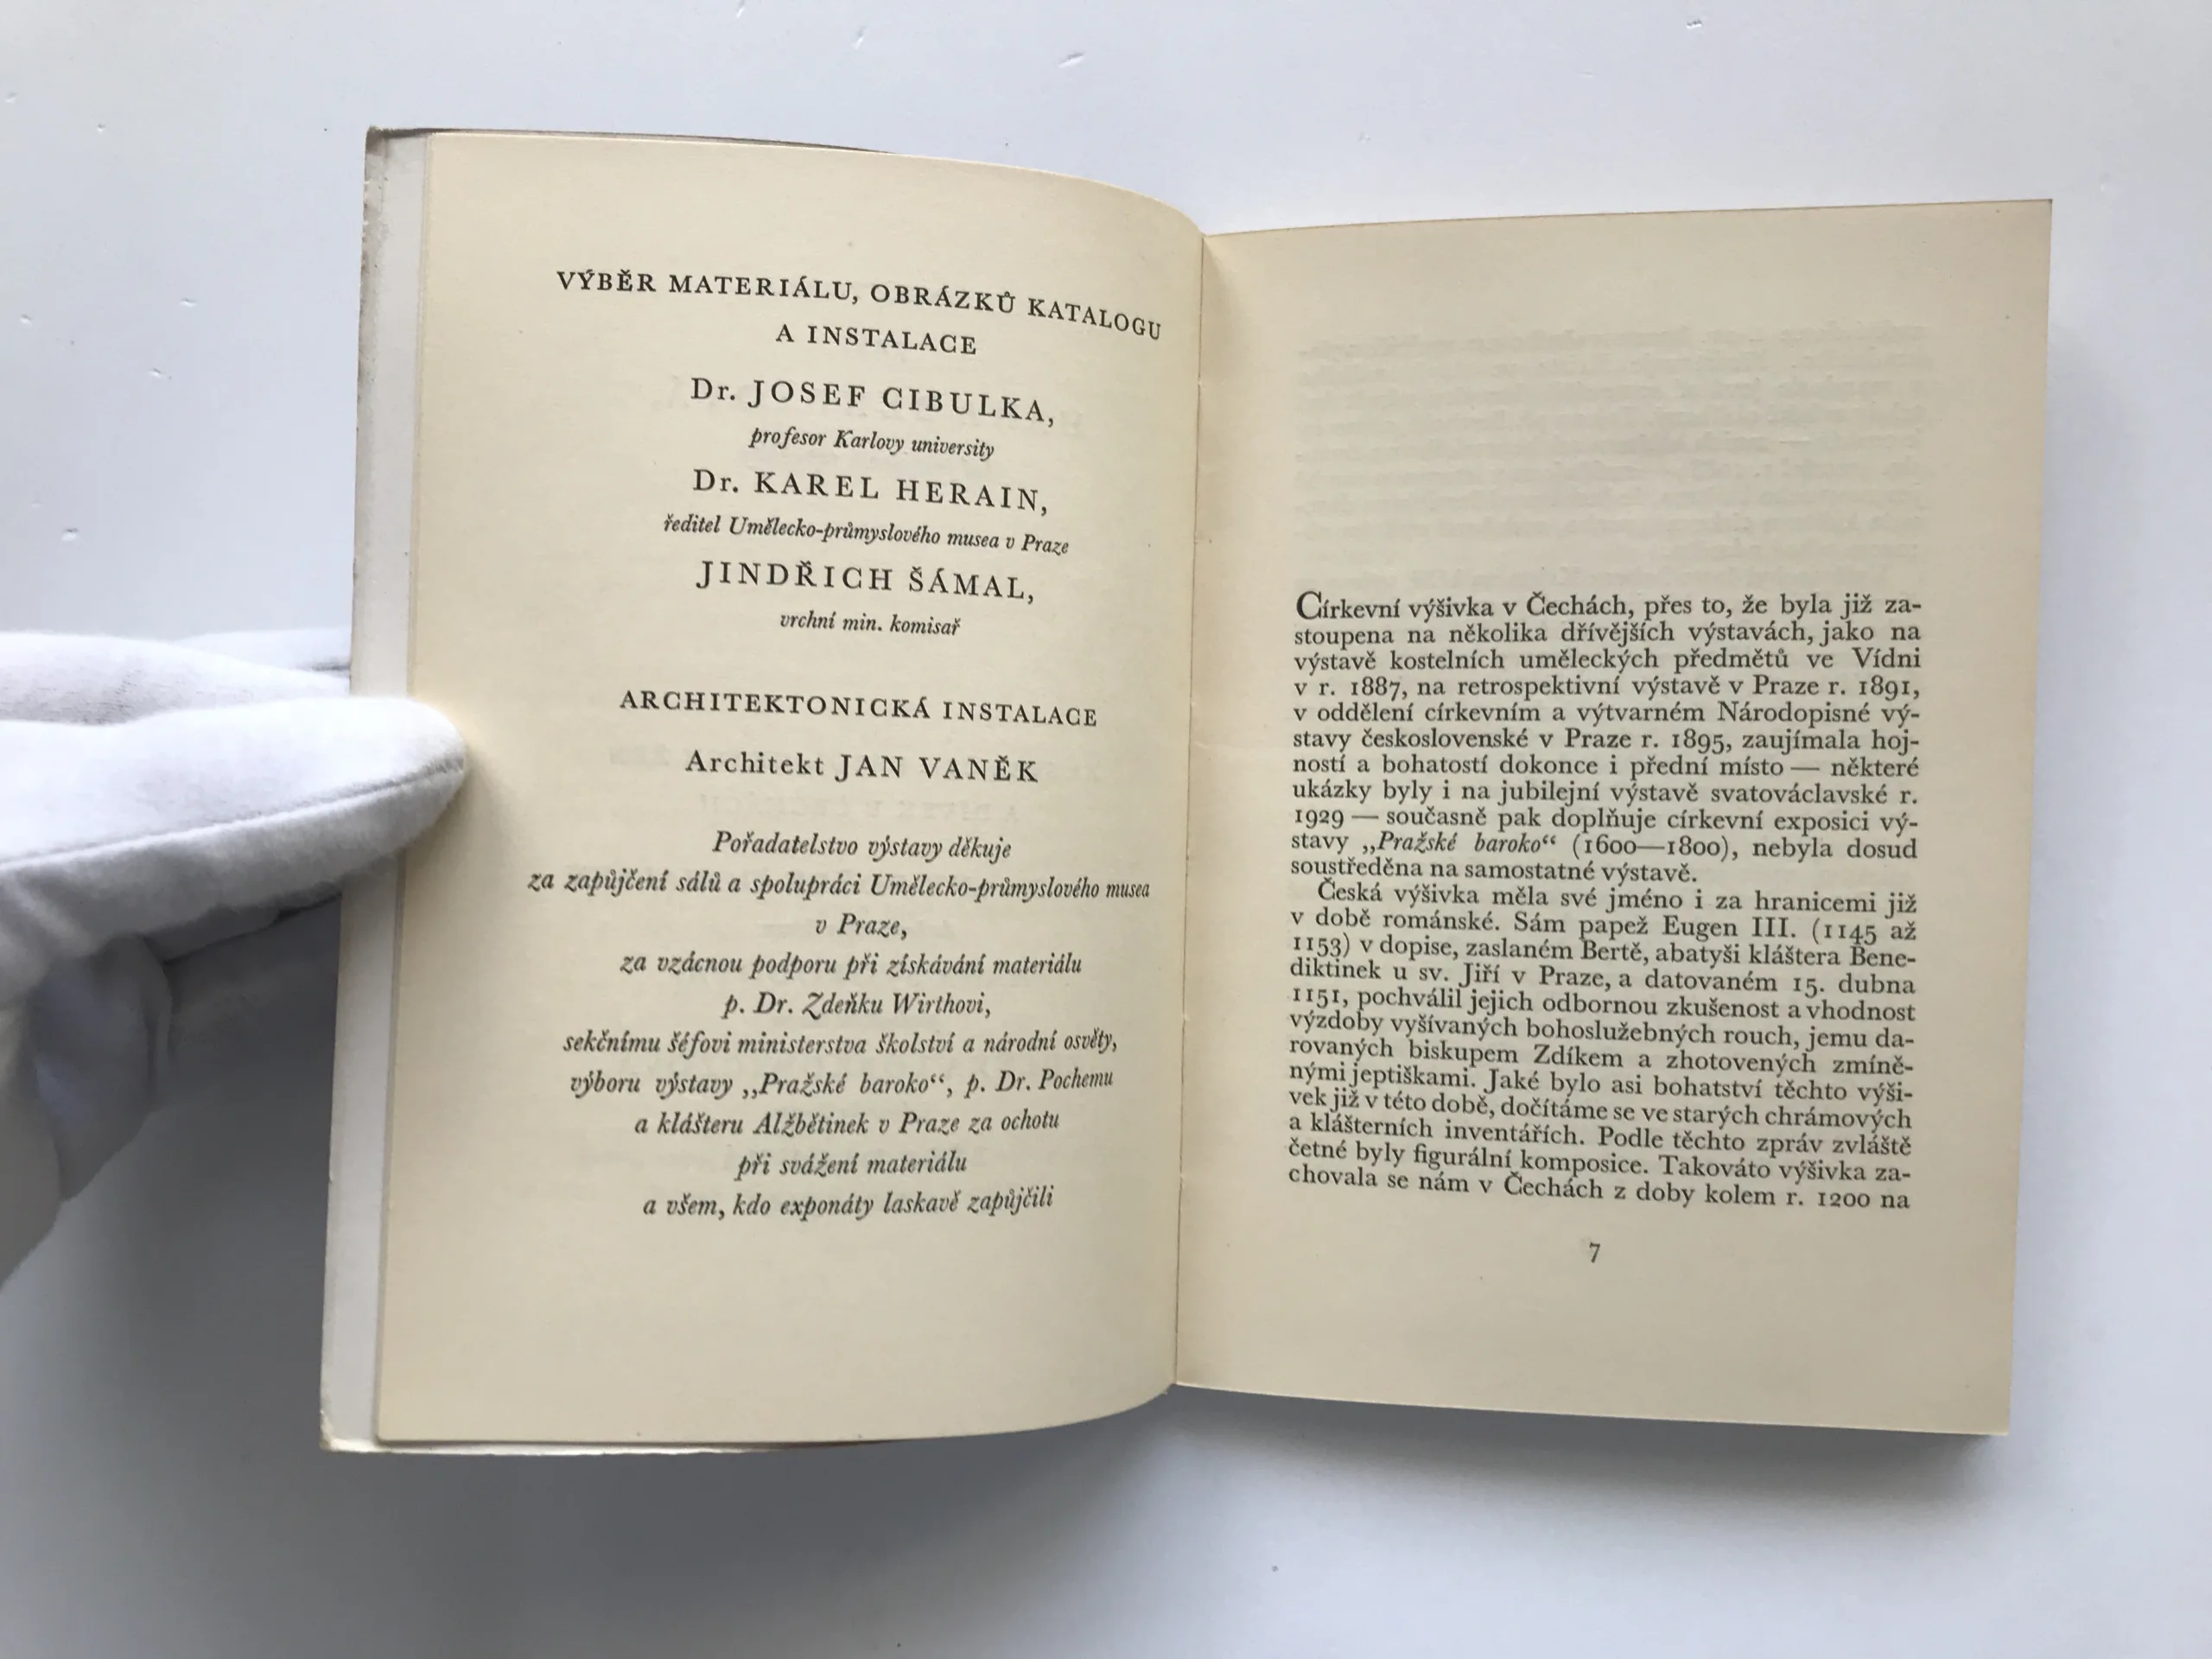 VÝBĚR MATERIÁLU, OBRÁZKŮ KATALOGU
A INSTALACE
Dr. JOSEF CIBULKA,
profesor Karlovy university
Dr. KAREL HERAIN,
ředitel Umělecko-průmyslového musea v Praze
JINDŘICH ŠÁMAL,
vrchní min. komisař
ARCHITEKTONICKÁ INSTALACE
Architekt JAN VANĚK
Pořadatelstvo výstavy děkuje
za zapůjčení sálů a spolupráci Umělecko-průmyslového musea
v Praze,
za vzácnou podporu při získávání materiálu
p. Dr. Zdeňku Wirthovi,
sekčnímu šéfovi ministerstva školství a národní osvěty,
výboru výstavy „Pražské baroko“, p. Dr. Pochemu
a klášteru Alžbětinek v Praze za ochotu
při svážení materiálu
a všem, kdo exponáty laskavě zapůjčili
Církevní výšivka v Čechách, přes to, že byla již za-
stoupena na několika dřívějších výstavách, jako na
výstavě kostelních uměleckých předmětů ve Vídni
v r. 1887, na retrospektivní výstavě v Praze r. 1891,
v oddělení církevním a výtvarném Národopisné vý-
stavy československé v Praze r. 1895, zaujímala hoj-
ností a bohatostí dokonce i přední místo — některé
ukázky byly i na jubilejní výstavě svatováclavské r.
1929 — současně pak doplňuje církevní exposici vý-
stavy „Pražské baroko“ (1600—1800), nebyla dosud
soustředěna na samostatné výstavě.
Česká výšivka měla své jméno i za hranicemi již
v době románské. Sám papež Eugen III. (1145 až
1153) v dopise, zaslaném Bertě, abatyši kláštera Bene-
diktinek u sv. Jiří v Praze, a datovaném 15. dubna
1151, pochválil jejich odbornou zkušenost a vhodnost
výzdoby vyšívaných bohoslužebných rouch, jemu da-
rovaných biskupem Zdíkem a zhotovených zmíně-
nými jeptiškami. Jaké bylo asi bohatství těchto výši-
vek již v této době, dočítáme se ve starých chrámových
a klášterních inventářích. Podle těchto zpráv zvláště
četné byly figurální komposice. Takováto výšivka za-
chovala se nám v Čechách z doby kolem r. 1200 na
7